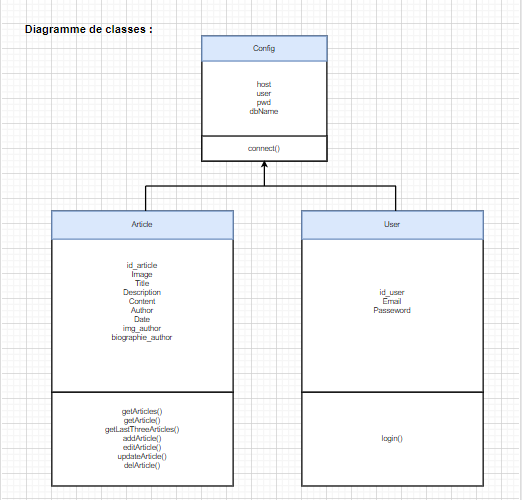 Diagramme de classes :
Config
host
user
pwd
dbName
connect()
Article
id_article
Image
Title
Description
Content
Author
Date
img_author
biographie_author
getArticles()
getArticle()
getLastThreeArticles()
addArticle()
editArticle()
updateArticle()
delArticle()
User
id_user
Email
Passeword
login()